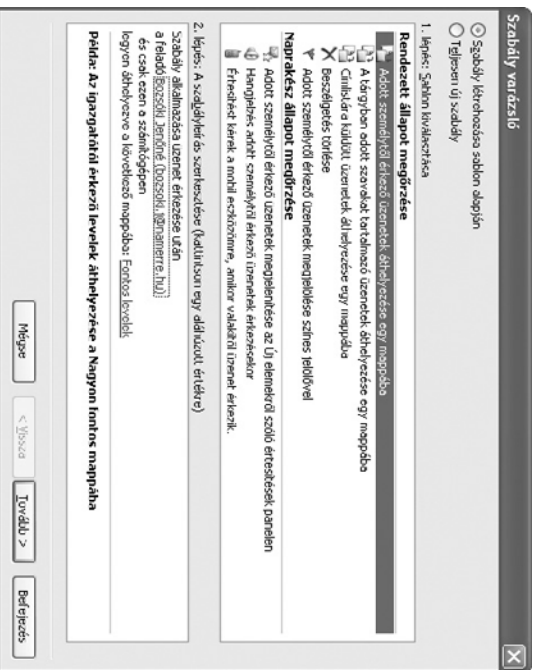 Szabály varázsló
Szabály létrehozása sablon alapján
Teljesen új szabály
1. lépés: Sablon kiválasztása
Rendezett állapot megőrzése
Adott személytől érkező üzenetek áthelyezése egy mappába
A tárgyban adott szavakat tartalmazó üzenetek áthelyezése egy mappába
Címlistára küldött üzenetek áthelyezése egy mappába
Beszélgetés törlése
Adott személytől érkező üzenetek megjelölése színes jelölővel
Naprakész állapot megőrzése
Adott személytől érkező üzenetek megjelenítése az Új elemekről szóló értesítések panelen
Hangjelzés adott személytől érkező üzenetek érkezésekor
Értesítést kérek a mobil eszközömre, amikor valakitől üzenet érkezik.
2. lépés: A szabályleírás szerkesztése (kattintson egy aláhúzott értékre)
Szabály alkalmazása üzenet érkezése után
a feladó Bozsóki Jenőné (bozsoki.j@namerre.hu)
és csak ezen a számítógépen
legyen áthelyezve a következő mappába: Fontos levelek
Példa: Az igazgatótól érkező levelek áthelyezése a Nagyon fontos mappába
Mégse
< Vissza
Tovább >
Befejezés